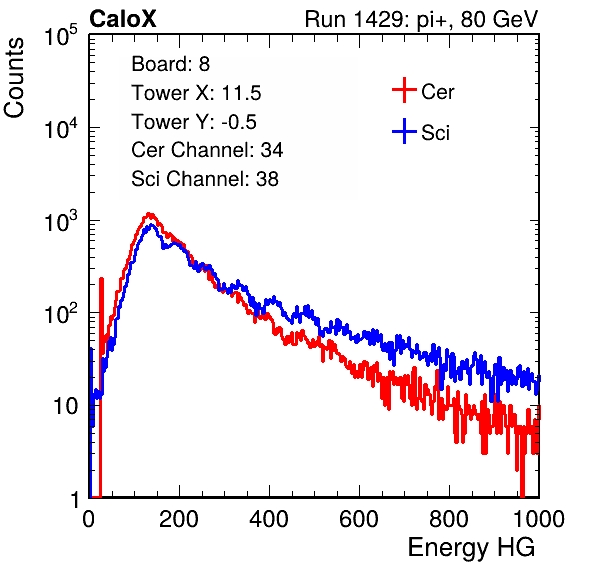 CaloX Run 1429: pi+, 80 GeV
Counts
Board: 8
Tower X: 11.5
Tower Y: -0.5
Cer Channel: 34
Sci Channel: 38
Cer
Sci
10^5
10^4
10^3
10^2
10
1
0 200 400 600 800 1000
Energy HG